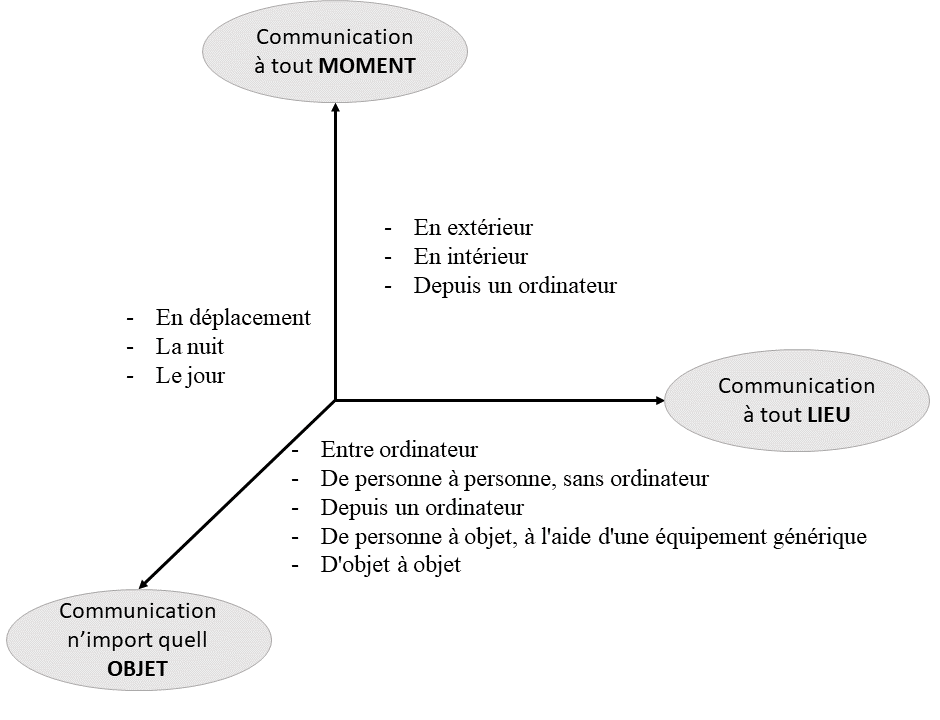 Communication
à tout MOMENT
- En extérieur
- En intérieur
- Depuis un ordinateur
- En déplacement
- La nuit
- Le jour
Communication
à tout LIEU
- Entre ordinateur
- De personne à personne, sans ordinateur
- Depuis un ordinateur
- De personne à objet, à l'aide d'une équipement générique
- D'objet à objet
Communication
n’import quell
OBJET